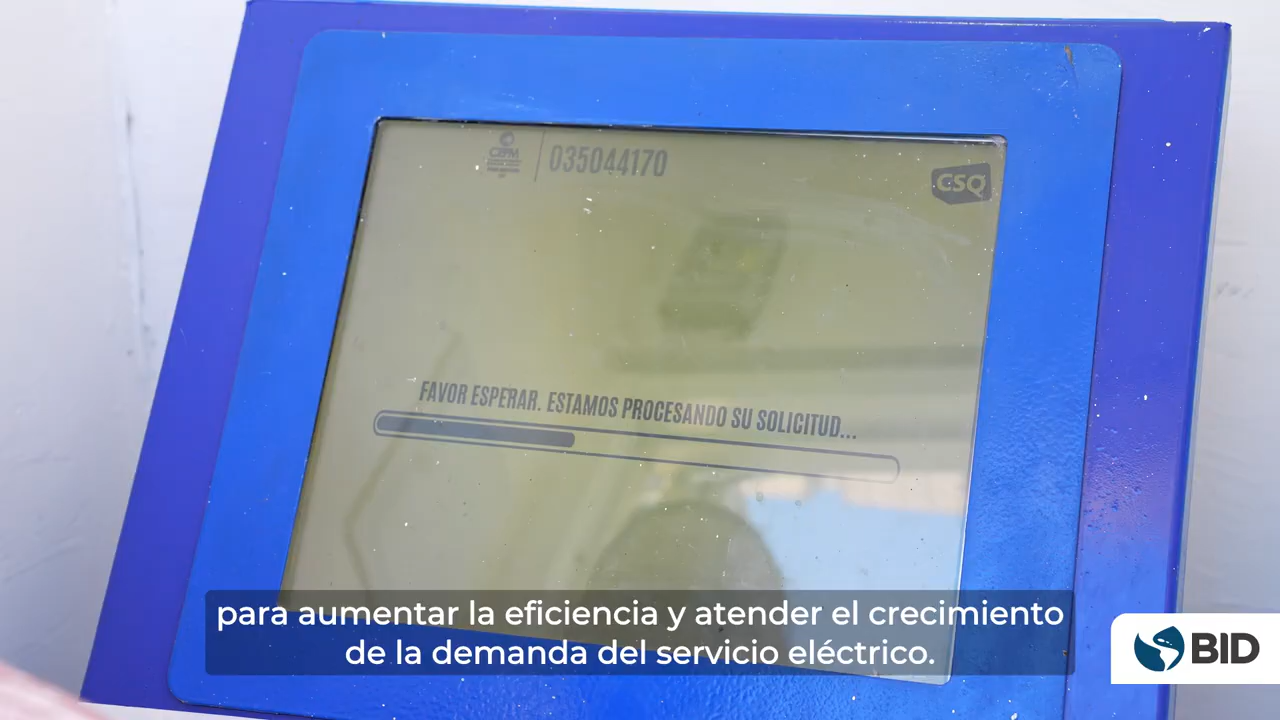 CEPM
035044170
CSQ
FAVOR ESPERAR. ESTAMOS PROCESANDO SU SOLICITUD...
para aumentar la eficiencia y atender el crecimiento
de la demanda del servicio eléctrico.
BID